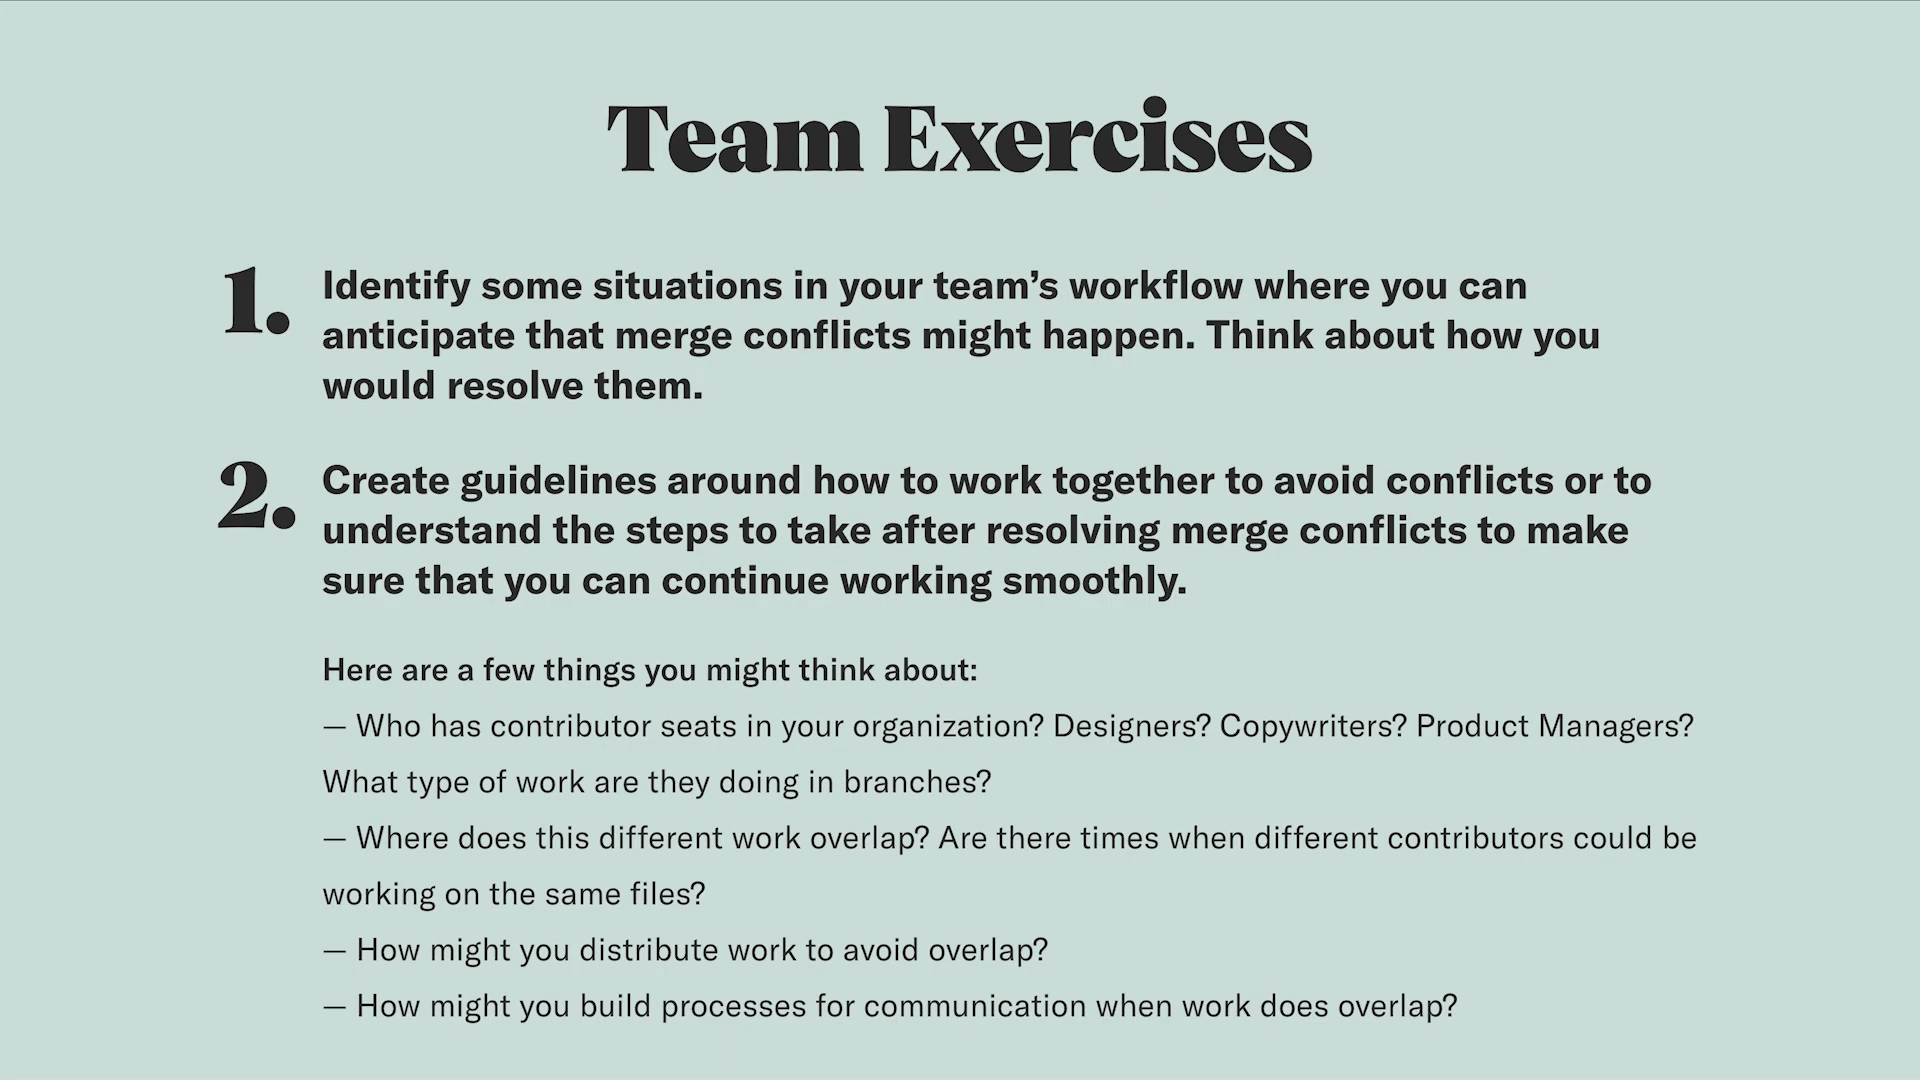 Team Exercises
1. Identify some situations in your team’s workflow where you can
anticipate that merge conflicts might happen. Think about how you
would resolve them.
2. Create guidelines around how to work together to avoid conflicts or to
understand the steps to take after resolving merge conflicts to make
sure that you can continue working smoothly.
Here are a few things you might think about:
— Who has contributor seats in your organization? Designers? Copywriters? Product Managers?
What type of work are they doing in branches?
— Where does this different work overlap? Are there times when different contributors could be
working on the same files?
— How might you distribute work to avoid overlap?
— How might you build processes for communication when work does overlap?